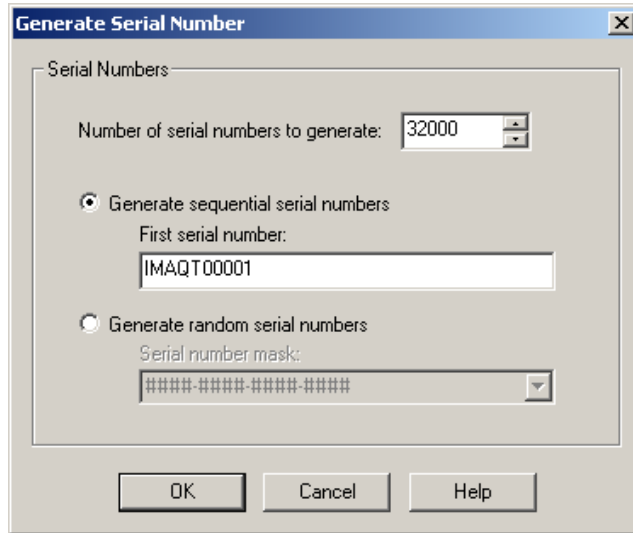 Generate Serial Number
Serial Numbers
Number of serial numbers to generate: 32000
Generate sequential serial numbers
First serial number:
IMAQT00001
Generate random serial numbers
Serial number mask:
####-####-####-####
OK Cancel Help